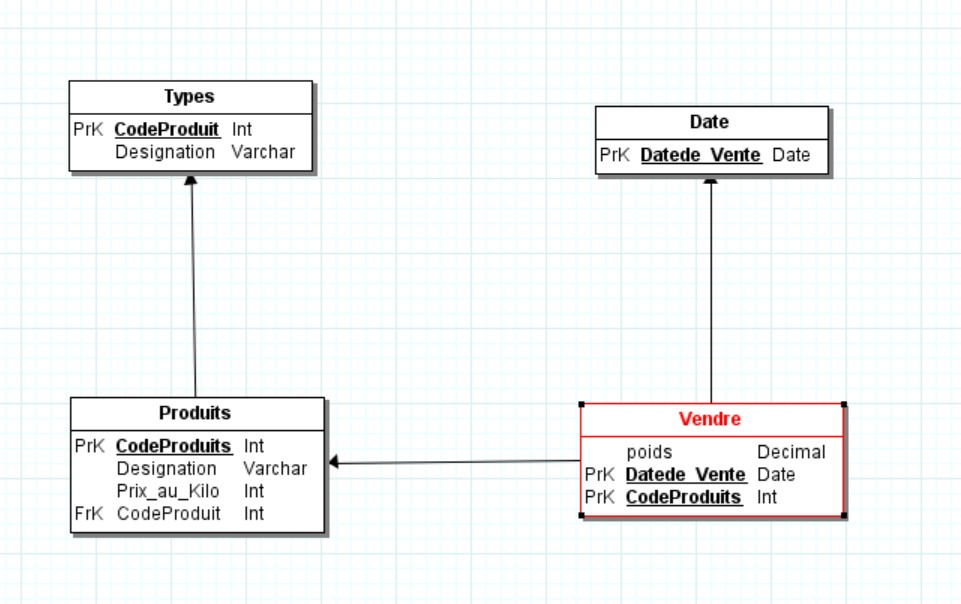 Types
PrK CodeProduit Int
Designation Varchar
Date
PrK Datede_Vente Date
Produits
PrK CodeProduits Int
Designation Varchar
Prix_au_Kilo Int
FrK CodeProduit Int
Vendre
poids Decimal
PrK Datede_Vente Date
PrK CodeProduits Int